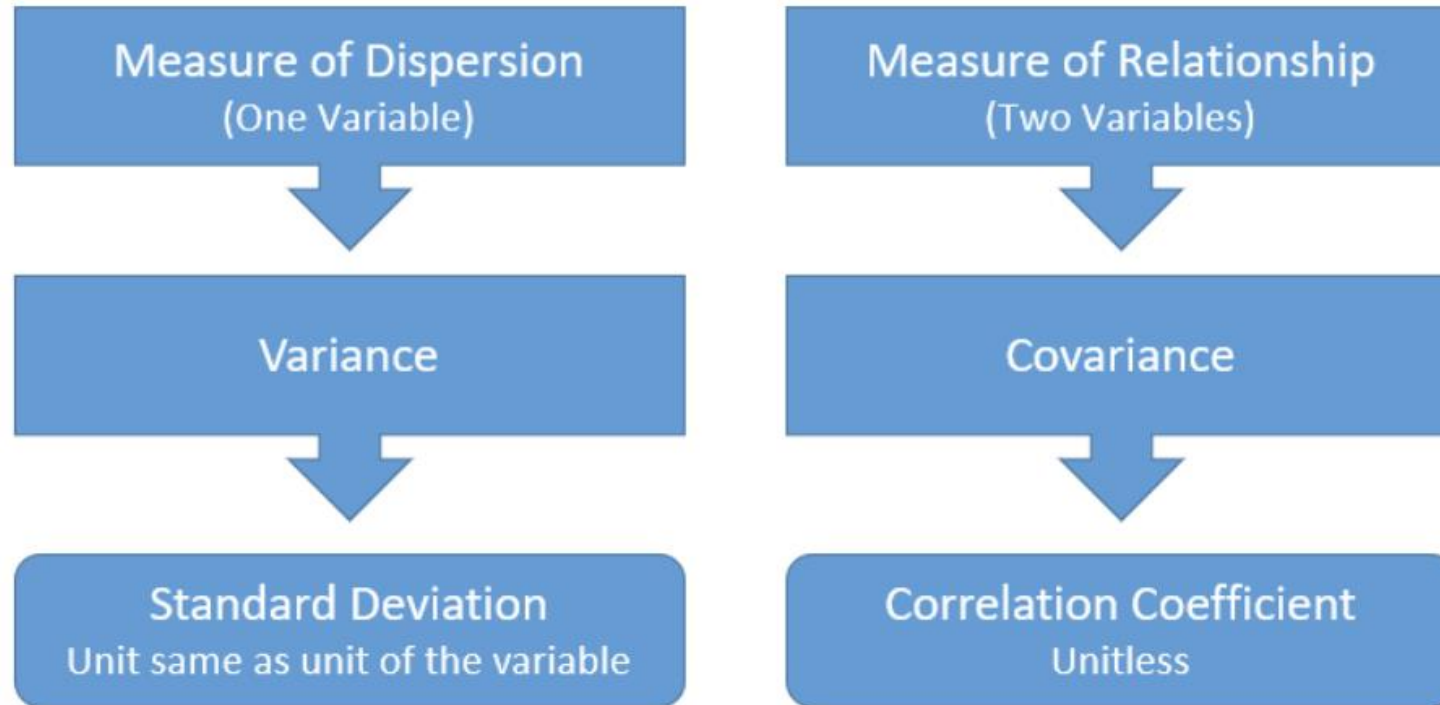 Measure of Dispersion
(One Variable)
Variance
Standard Deviation
Unit same as unit of the variable
Measure of Relationship
(Two Variables)
Covariance
Correlation Coefficient
Unitless